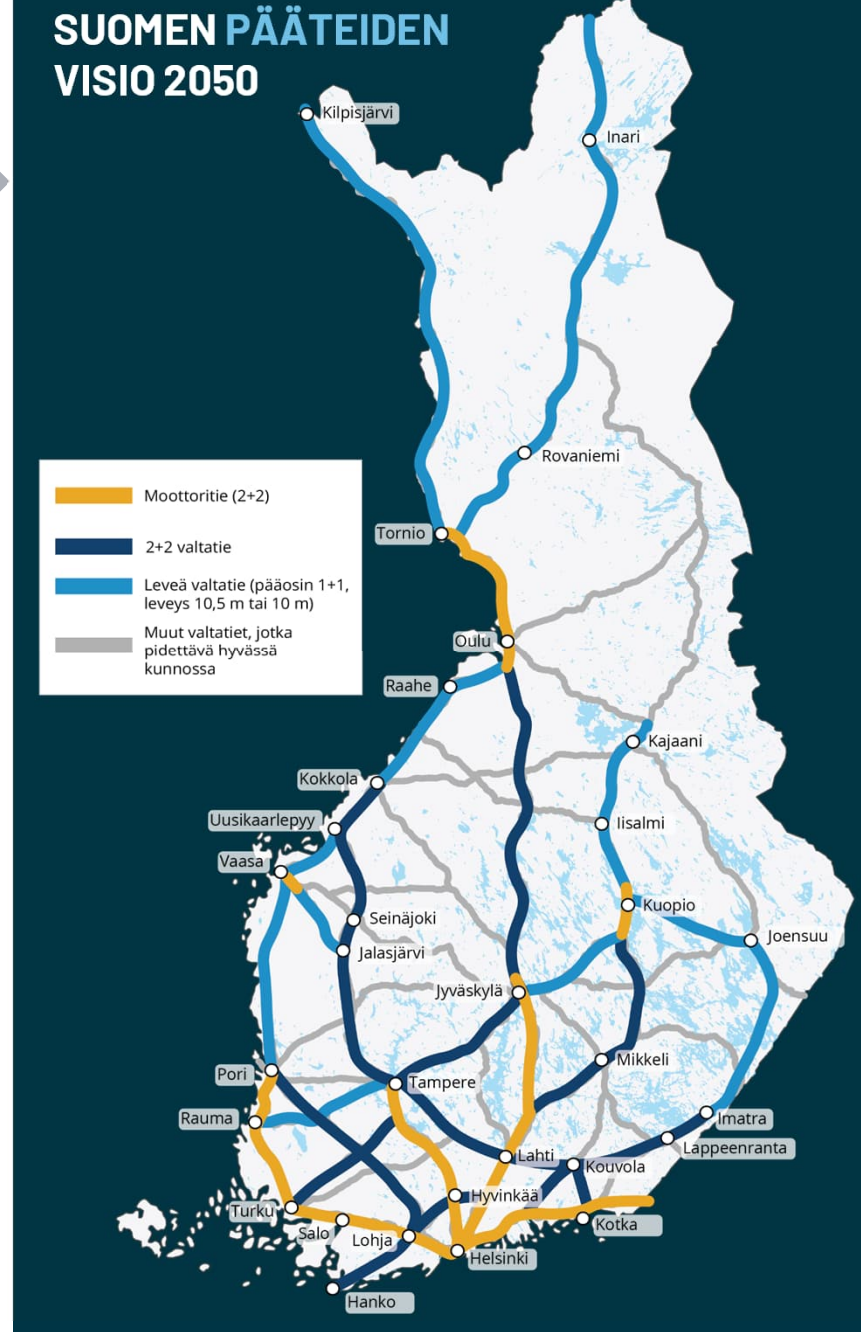 SUOMEN PÄÄTEIDEN
VISIO 2050
Kilpisjärvi
Inari
Rovaniemi
Moottoritie (2+2)
2+2 valtatie
Leveä valtatie (pääosin 1+1,
leveys 10,5 m tai 10 m)
Muut valtatiet, jotka
pidettävä hyvässä
kunnossa
Tornio
Oulu
Raahe
Kajaani
Kokkola
Uusikaarlepyy
Iisalmi
Vaasa
Kuopio
Seinäjoki
Joensuu
Jalasjärvi
Jyväskylä
Mikkeli
Pori
Tampere
Rauma
Imatra
Lappeenranta
Lahti
Kouvola
Hyvinkää
Turku
Salo
Kotka
Lohja
Helsinki
Hanko